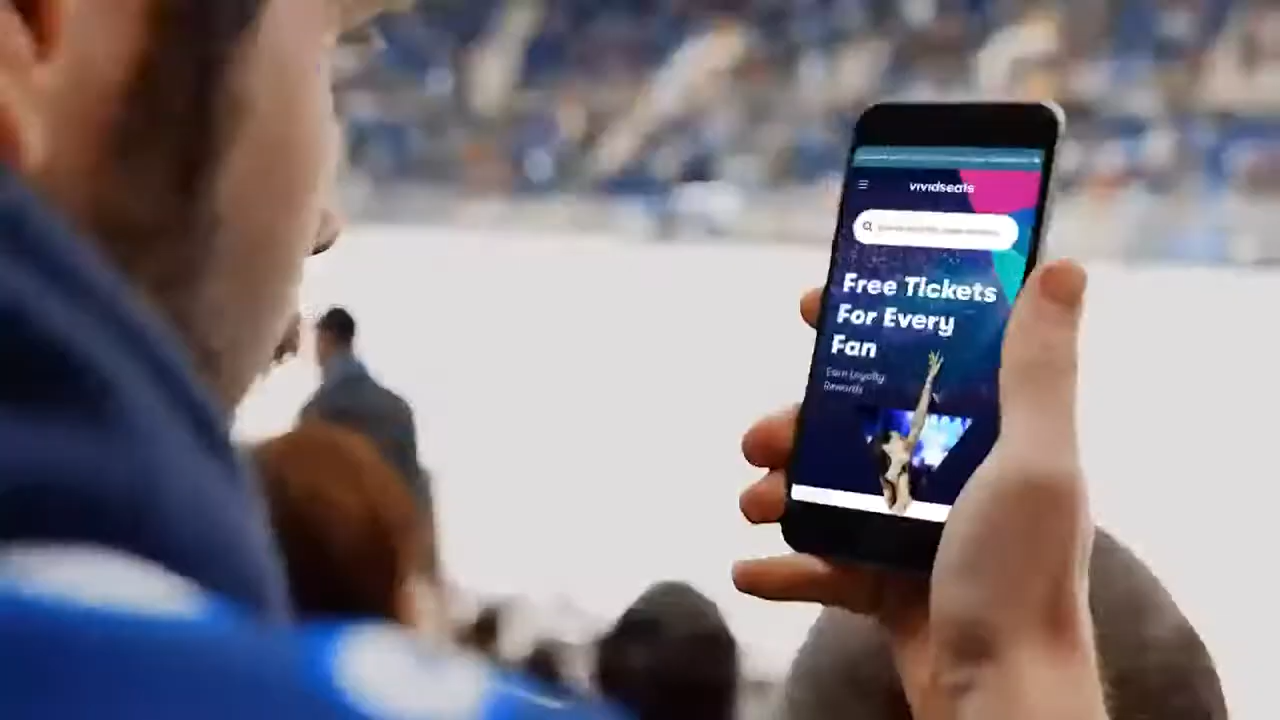 vividseats
Free Tickets
For Every
Fan
Earn Loyalty
Rewards